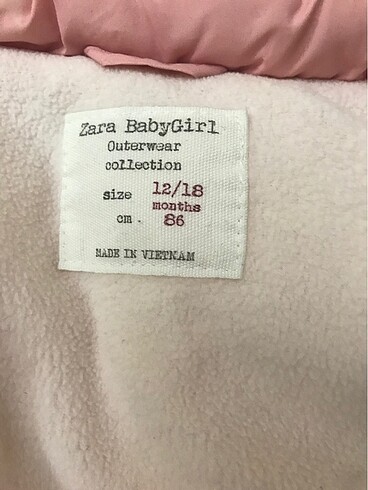 Zara BabyGirl
Outerwear
collection
size 12/18
months
cm. 86
MADE IN VIETNAM